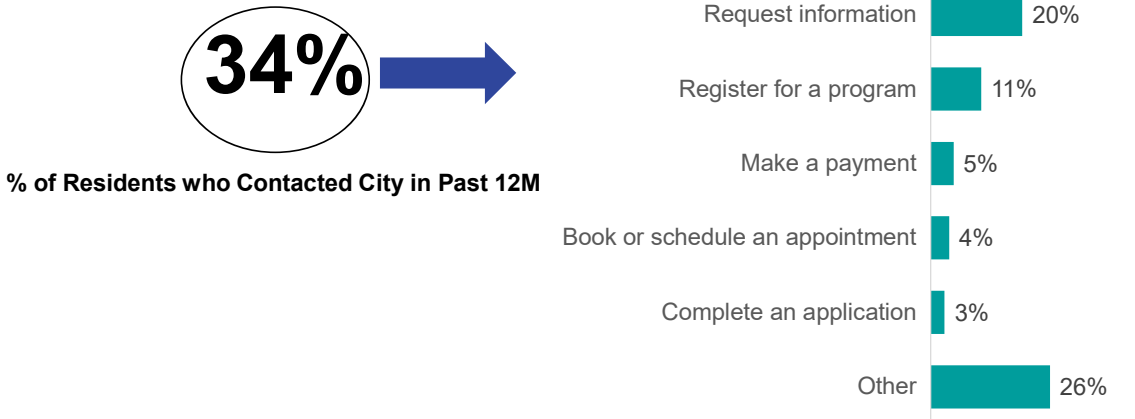 34%
% of Residents who Contacted City in Past 12M
Request information 20%
Register for a program 11%
Make a payment 5%
Book or schedule an appointment 4%
Complete an application 3%
Other 26%